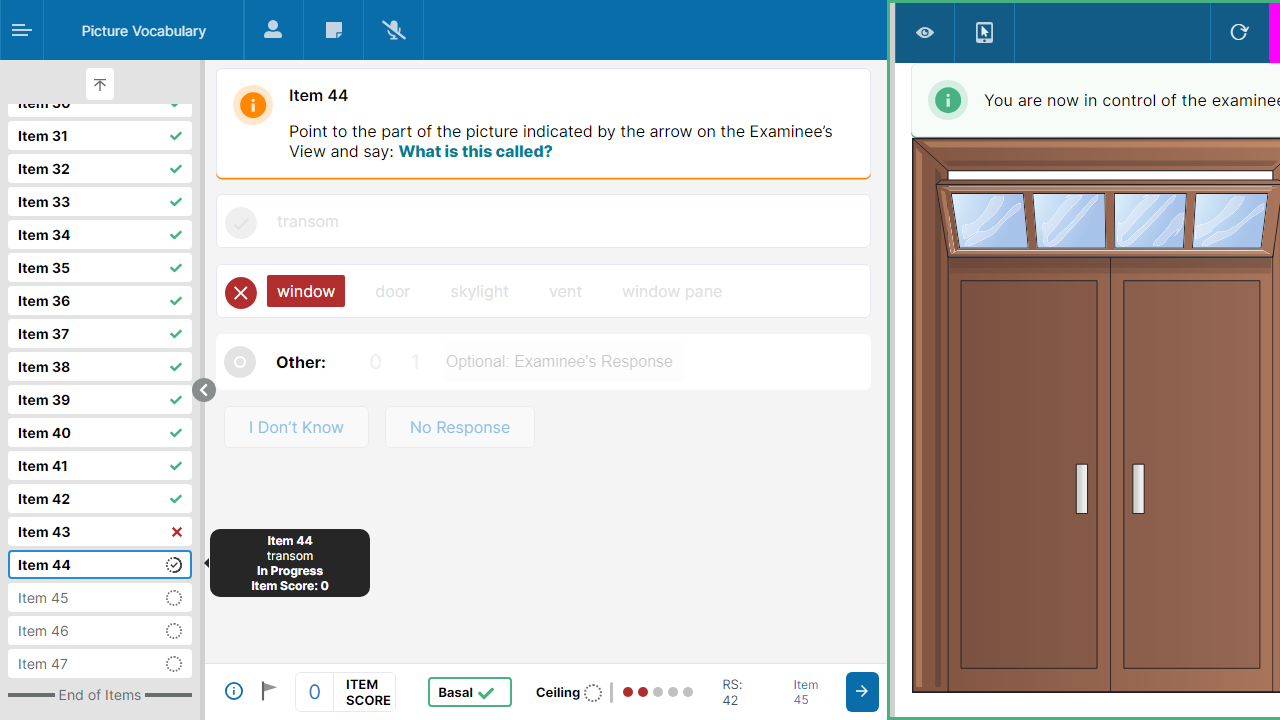 Picture Vocabulary
Item 30
Item 31
Item 32
Item 33
Item 34
Item 35
Item 36
Item 37
Item 38
Item 39
Item 40
Item 41
Item 42
Item 43
Item 44
Item 45
Item 46
Item 47
End of Items
Item 44
Point to the part of the picture indicated by the arrow on the Examinee's
View and say: What is this called?
transom
window door skylight vent window pane
Other: 0 1 Optional: Examinee's Response
I Don't Know No Response
Item 44
transom
In Progress
Item Score: 0
0 ITEM
SCORE
Basal
Ceiling
RS:
42
Item
45
You are now in control of the examinee